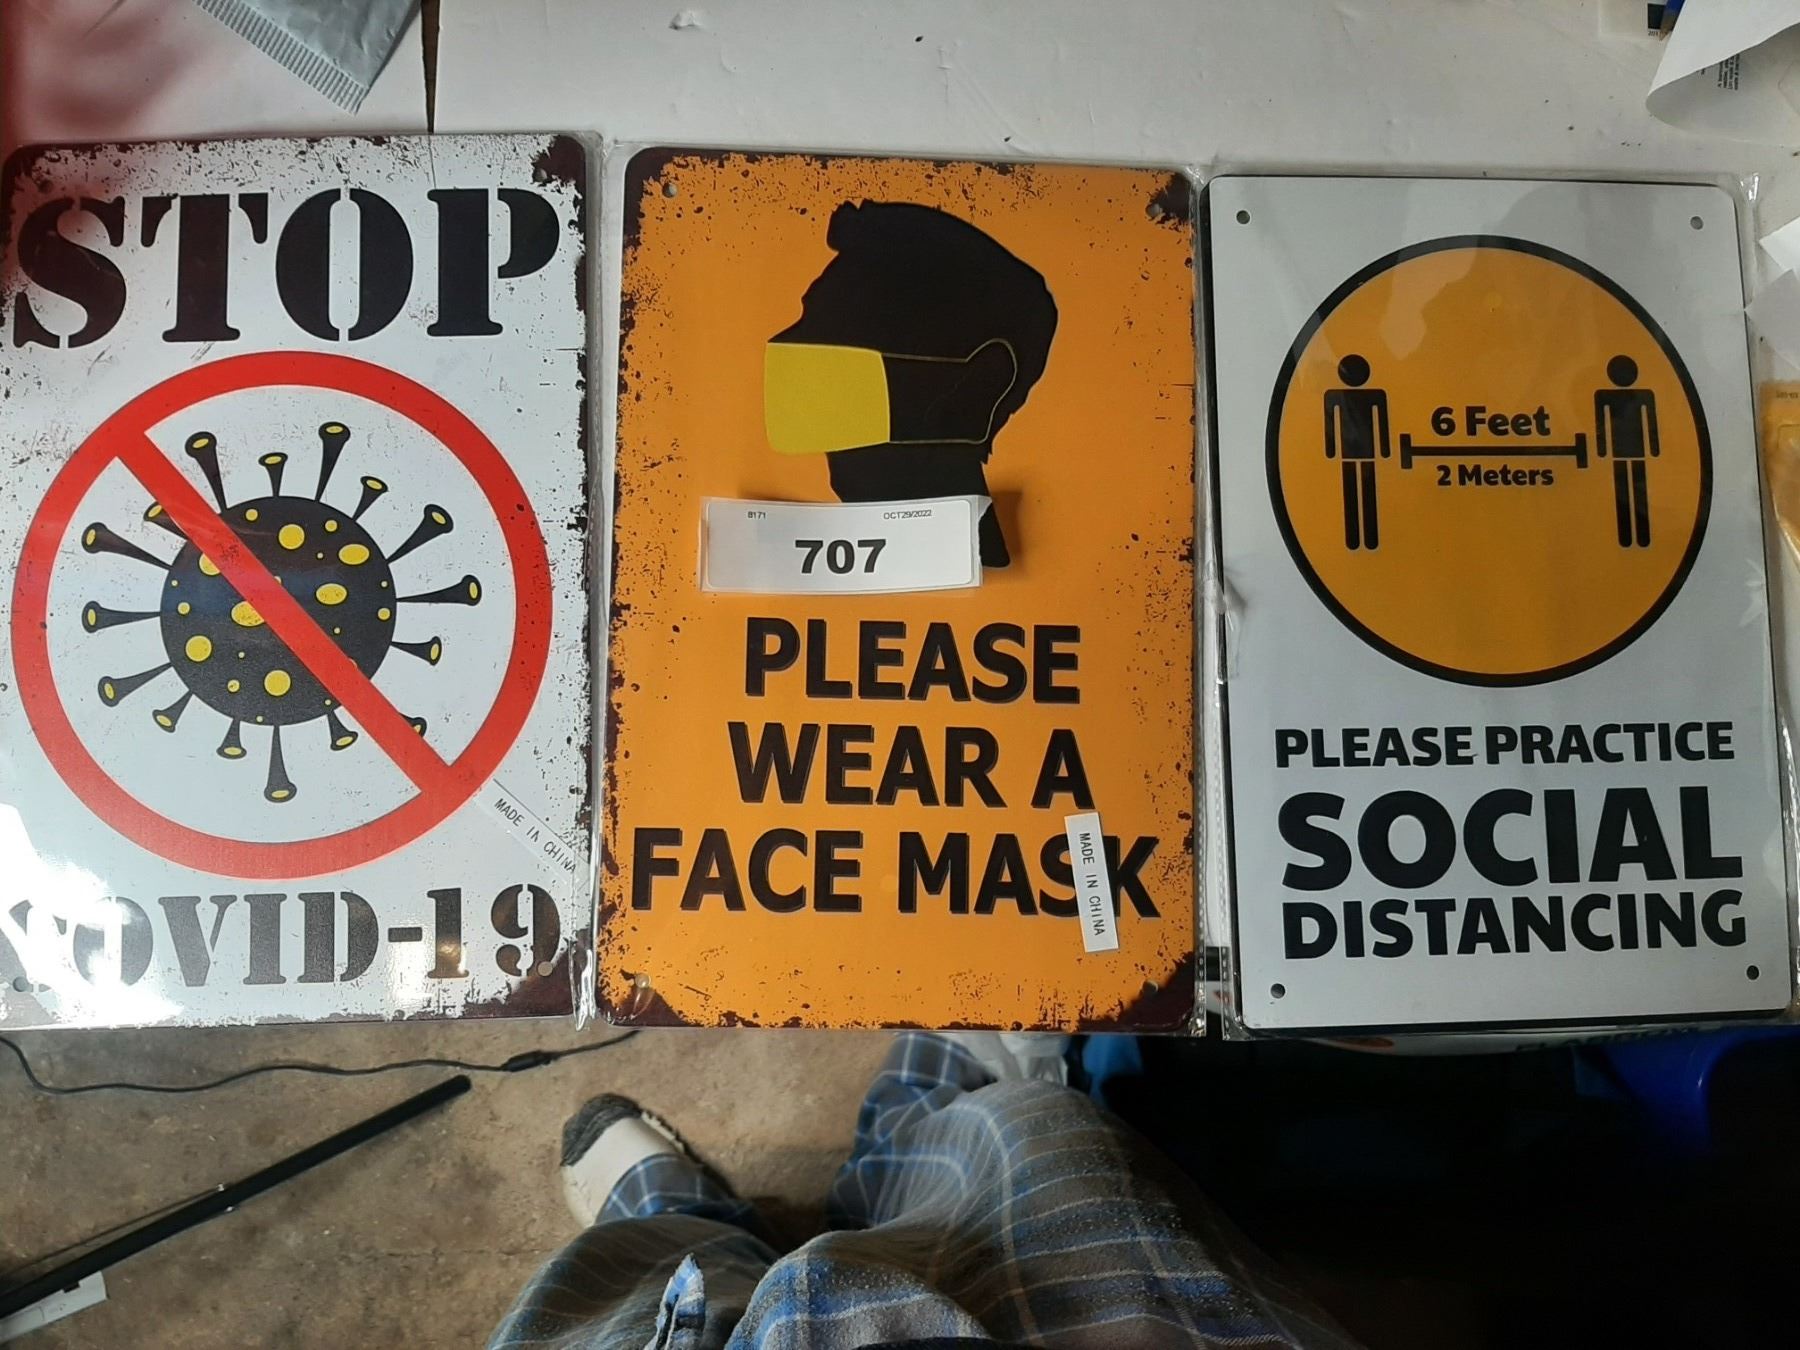 STOP
COVID-19
MADE IN CHINA
8171 OCT29/2022
707
PLEASE
WEAR A
FACE MASK
MADE IN CHINA
6 Feet
2 Meters
PLEASE PRACTICE
SOCIAL
DISTANCING